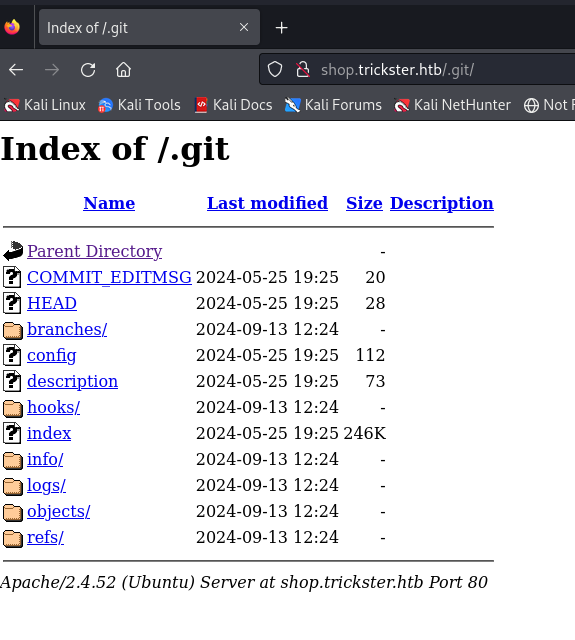 Index of /.git
shop.trickster.htb/.git/
Kali Linux Kali Tools Kali Docs Kali Forums Kali NetHunter Not F
Index of /.git
Name Last modified Size Description
Parent Directory -
COMMIT_EDITMSG 2024-05-25 19:25 20
HEAD 2024-05-25 19:25 28
branches/ 2024-09-13 12:24 -
config 2024-05-25 19:25 112
description 2024-05-25 19:25 73
hooks/ 2024-09-13 12:24 -
index 2024-05-25 19:25 246K
info/ 2024-09-13 12:24 -
logs/ 2024-09-13 12:24 -
objects/ 2024-09-13 12:24 -
refs/ 2024-09-13 12:24 -
Apache/2.4.52 (Ubuntu) Server at shop.trickster.htb Port 80